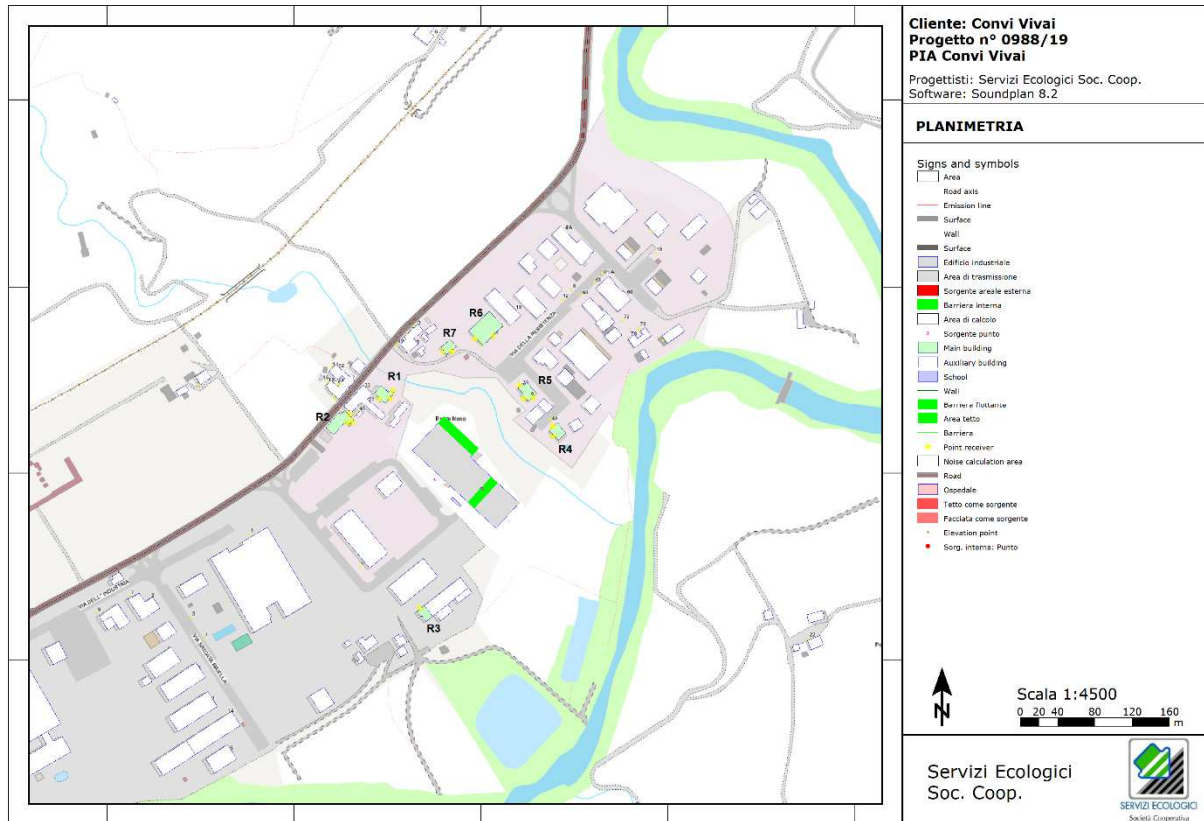 Cliente: Convi Vivai
Progetto n° 0988/19
PIA Convi Vivai
Progettisti: Servizi Ecologici Soc. Coop.
Software: Soundplan 8.2
PLANIMETRIA
Signs and symbols
Area
Road axis
Emission line
Surface
Wall
Surface
Edificio industriale
Area di trasmissione
Sorgente areale esterna
Barriera interna
Area di calcolo
Sorgente punto
Main building
Auxiliary building
School
Wall
Barriera flottante
Area tetto
Barriera
Point receiver
Noise calculation area
Road
Ospedale
Tetto come sorgente
Facciata come sorgente
Elevation point
Sorg. interna: Punto
N
Scala 1:4500
0 20 40 80 120 160
m
Servizi Ecologici
Soc. Coop.
SERVIZI ECOLOGICI
Società Cooperativa
R6
R7
VIA DELLA RESISTENZA
R1
R5
R2
R4
R3
VIA DELL' INDUSTRIA